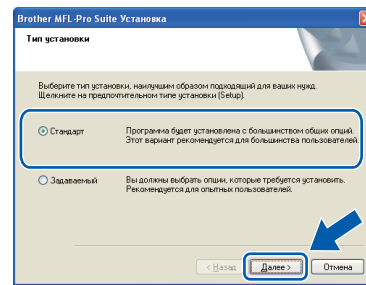 Brother MFL-Pro Suite Установка
Тип установки
Выберите тип установки, наилучшим образом подходящий для ваших нужд.
Щелкните на предпочтительном типе установки (Setup).
Стандарт
Программа будет установлена с большинством общих опций.
Этот вариант рекомендуется для большинства пользователей.
Задаваемый
Вы должны выбрать опции, которые требуется установить.
Рекомендуется для опытных пользователей.
< Назад
Далее >
Отмена